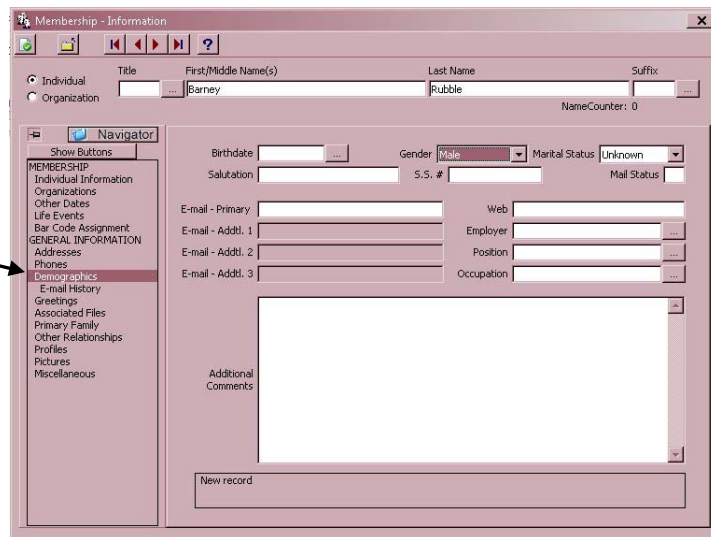 Membership - Information
Title First/Middle Name(s) Last Name Suffix
Individual
Organization
... Barney Rubble ...
NameCounter: 0
Navigator
Show Buttons
MEMBERSHIP
Individual Information
Organizations
Other Dates
Life Events
Bar Code Assignment
GENERAL INFORMATION
Addresses
Phones
Demographics
E-mail History
Greetings
Associated Files
Primary Family
Other Relationships
Profiles
Pictures
Miscellaneous
Birthdate ... Gender Male Marital Status Unknown
Salutation S.S. # Mail Status
E-mail - Primary Web
E-mail - Addtl. 1 Employer ...
E-mail - Addtl. 2 Position ...
E-mail - Addtl. 3 Occupation ...
Additional
Comments
New record